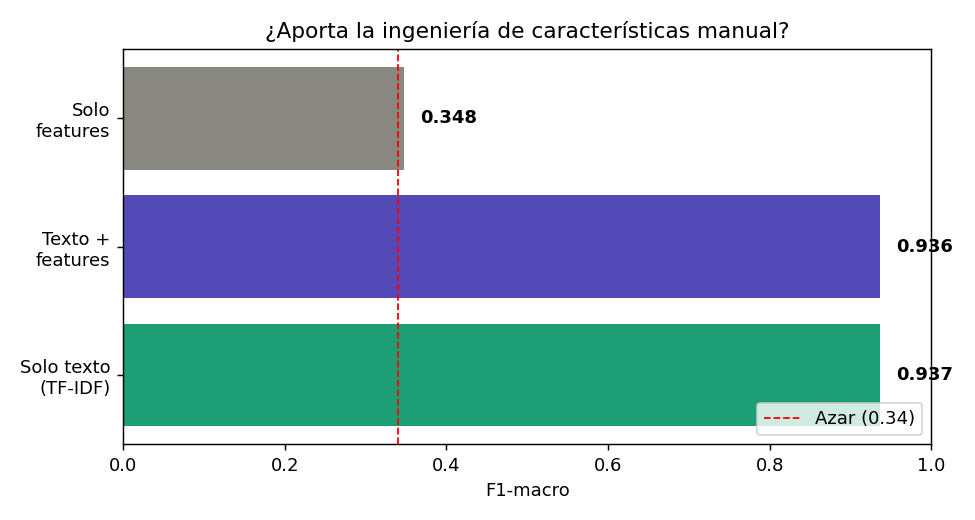 ¿Aporta la ingeniería de características manual?
Solo
features
0.348
Texto +
features
0.936
Solo texto
(TF-IDF)
0.937
Azar (0.34)
0.0
0.2
0.4
0.6
0.8
1.0
F1-macro